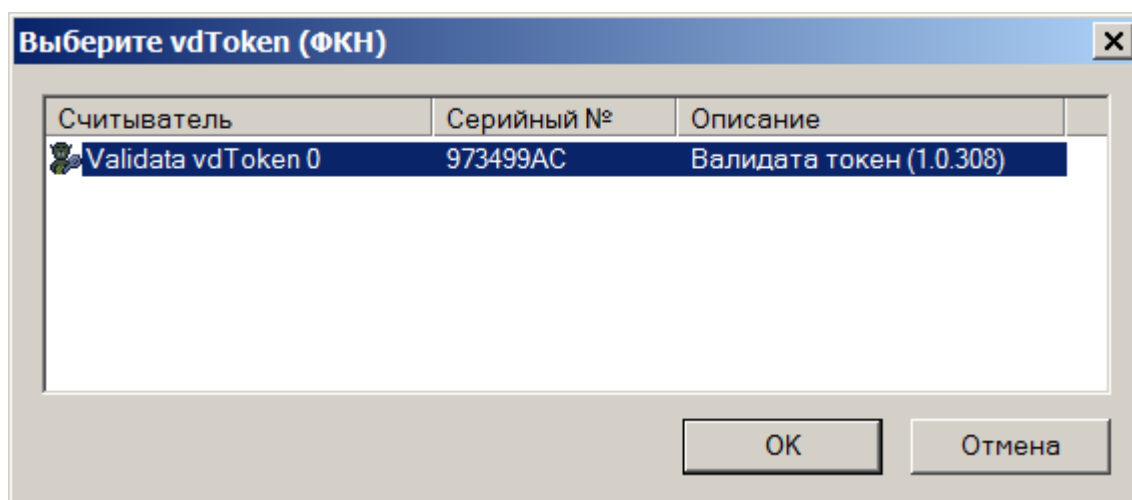 Выберите vdToken (ФКН)
Считыватель Серийный № Описание
Validata vdToken 0 973499AC Валидата токен (1.0.308)
OK Отмена